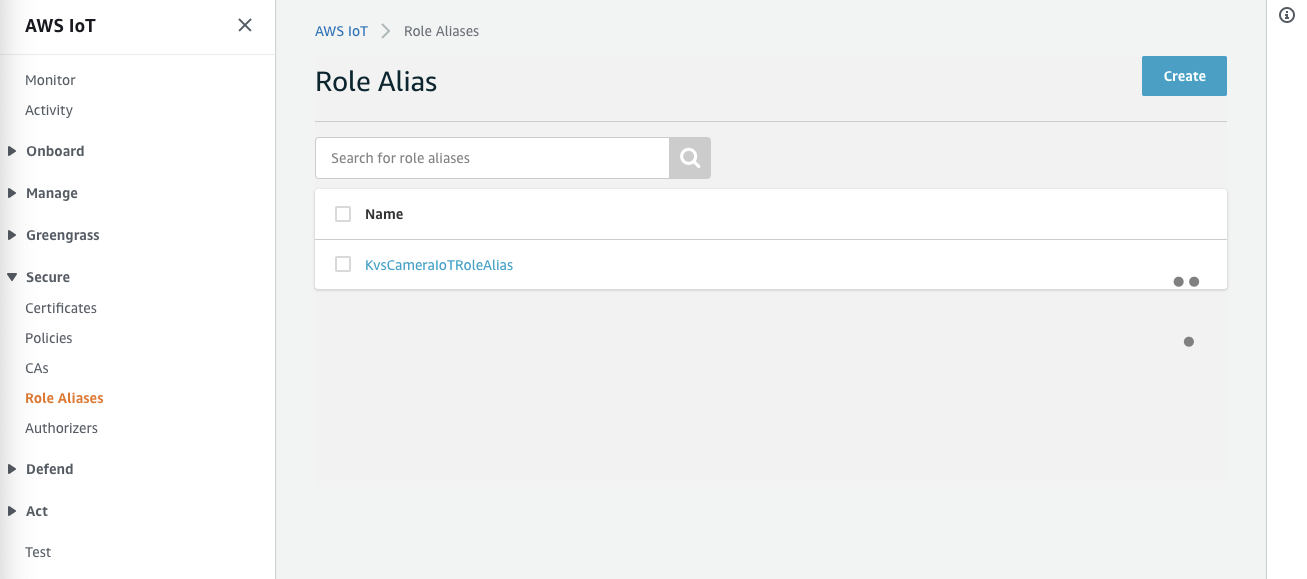 AWS IoT
Monitor
Activity
Onboard
Manage
Greengrass
Secure
Certificates
Policies
CAs
Role Aliases
Authorizers
Defend
Act
Test
AWS IoT Role Aliases
Role Alias
Create
Search for role aliases
Name
KvsCameraIoTRoleAlias